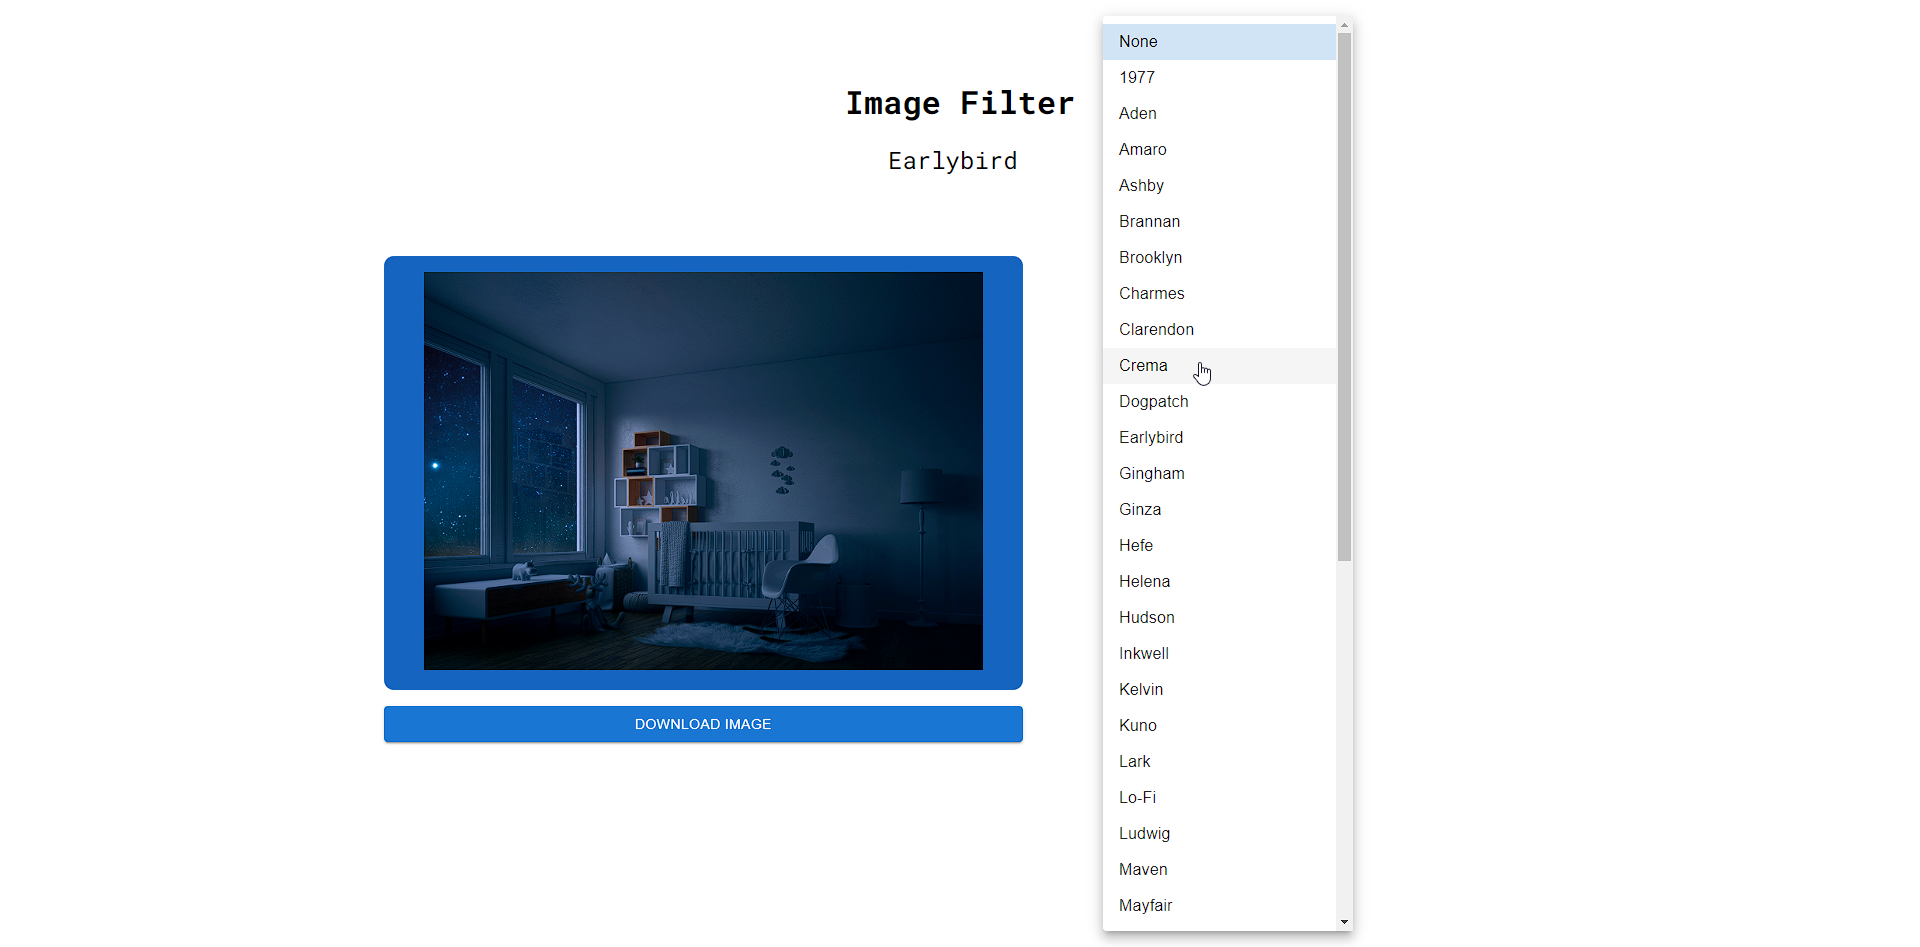 Image Filter
Earlybird
DOWNLOAD IMAGE
None
1977
Aden
Amaro
Ashby
Brannan
Brooklyn
Charmes
Clarendon
Crema
Dogpatch
Earlybird
Gingham
Ginza
Hefe
Helena
Hudson
Inkwell
Kelvin
Kuno
Lark
Lo-Fi
Ludwig
Maven
Mayfair